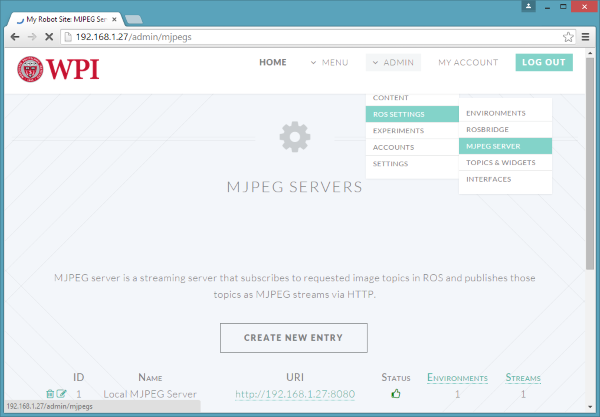 My Robot Site: MJPEG Ser
192.168.1.27/admin/mjpegs
WPI
HOME
MENU
ADMIN
MY ACCOUNT
LOG OUT
CONTENT
ROS SETTINGS
EXPERIMENTS
ACCOUNTS
SETTINGS
ENVIRONMENTS
ROSBRIDGE
MJPEG SERVER
TOPICS & WIDGETS
INTERFACES
MJPEG SERVERS
MJPEG server is a streaming server that subscribes to requested image topics in ROS and publishes those
topics as MJPEG streams via HTTP.
CREATE NEW ENTRY
ID Name URI Status Environments Streams
1 Local MJPEG Server http://192.168.1.27:8080 1 1
192.168.1.27/admin/mjpegs